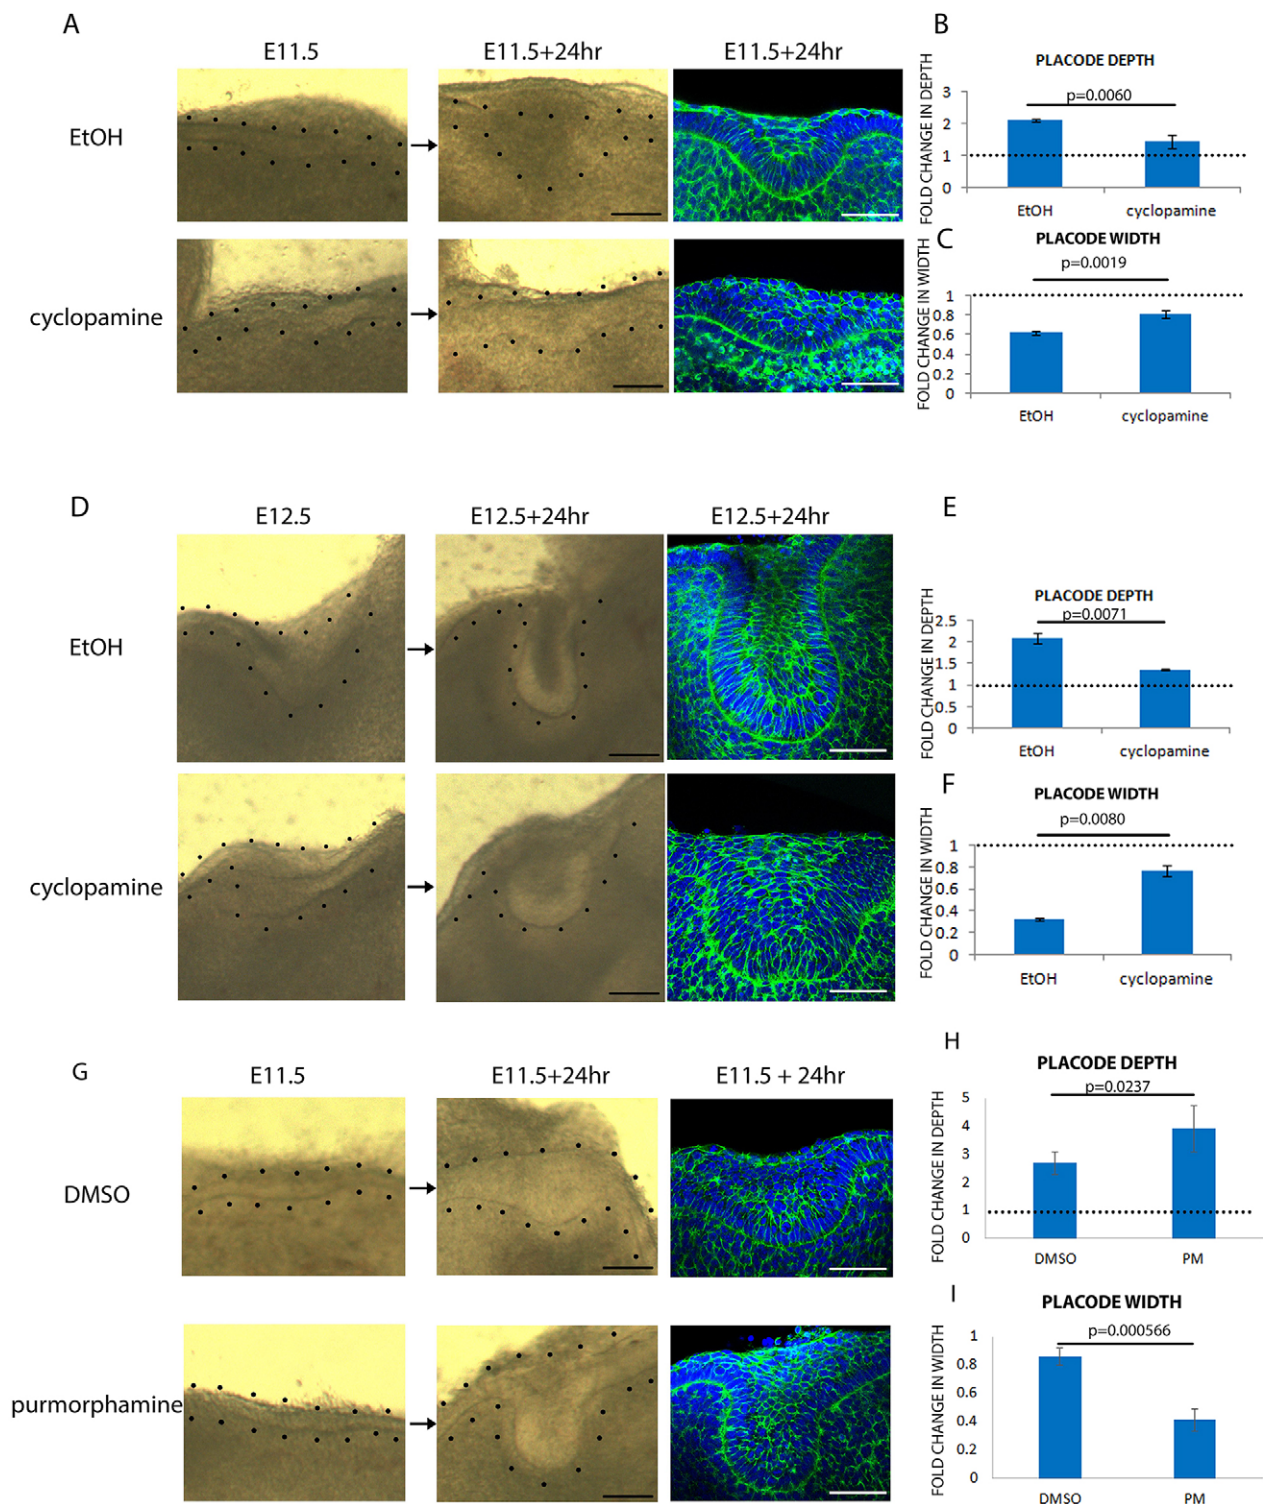 A
E11.5
E11.5+24hr
E11.5+24hr
EtOH
cyclopamine
B
PLACODE DEPTH
p=0.0060
FOLD CHANGE IN DEPTH
3
2
1
0
EtOH
cyclopamine
C
PLACODE WIDTH
p=0.0019
FOLD CHANGE IN WIDTH
1
0.8
0.6
0.4
0.2
0
EtOH
cyclopamine
D
E12.5
E12.5+24hr
E12.5+24hr
EtOH
cyclopamine
E
PLACODE DEPTH
p=0.0071
FOLD CHANGE IN DEPTH
2.5
2
1.5
1
0.5
0
EtOH
cyclopamine
F
PLACODE WIDTH
p=0.0080
FOLD CHANGE IN WIDTH
1
0.8
0.6
0.4
0.2
0
EtOH
cyclopamine
G
E11.5
E11.5+24hr
E11.5 + 24hr
DMSO
purmorphamine
H
PLACODE DEPTH
p=0.0237
FOLD CHANGE IN DEPTH
5
4
3
2
1
0
DMSO
PM
I
PLACODE WIDTH
p=0.000566
FOLD CHANGE IN WIDTH
1
0.8
0.6
0.4
0.2
0
DMSO
PM